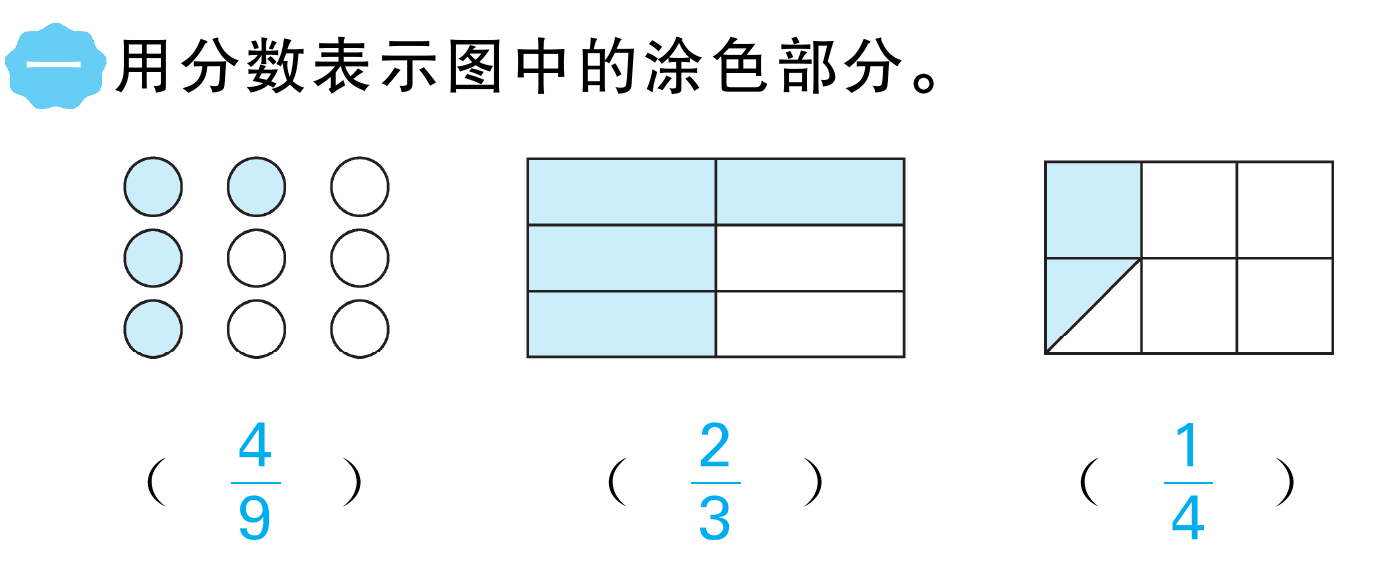 一 用分数表示图中的涂色部分。
( 4/9 ) ( 2/3 ) ( 1/4 )